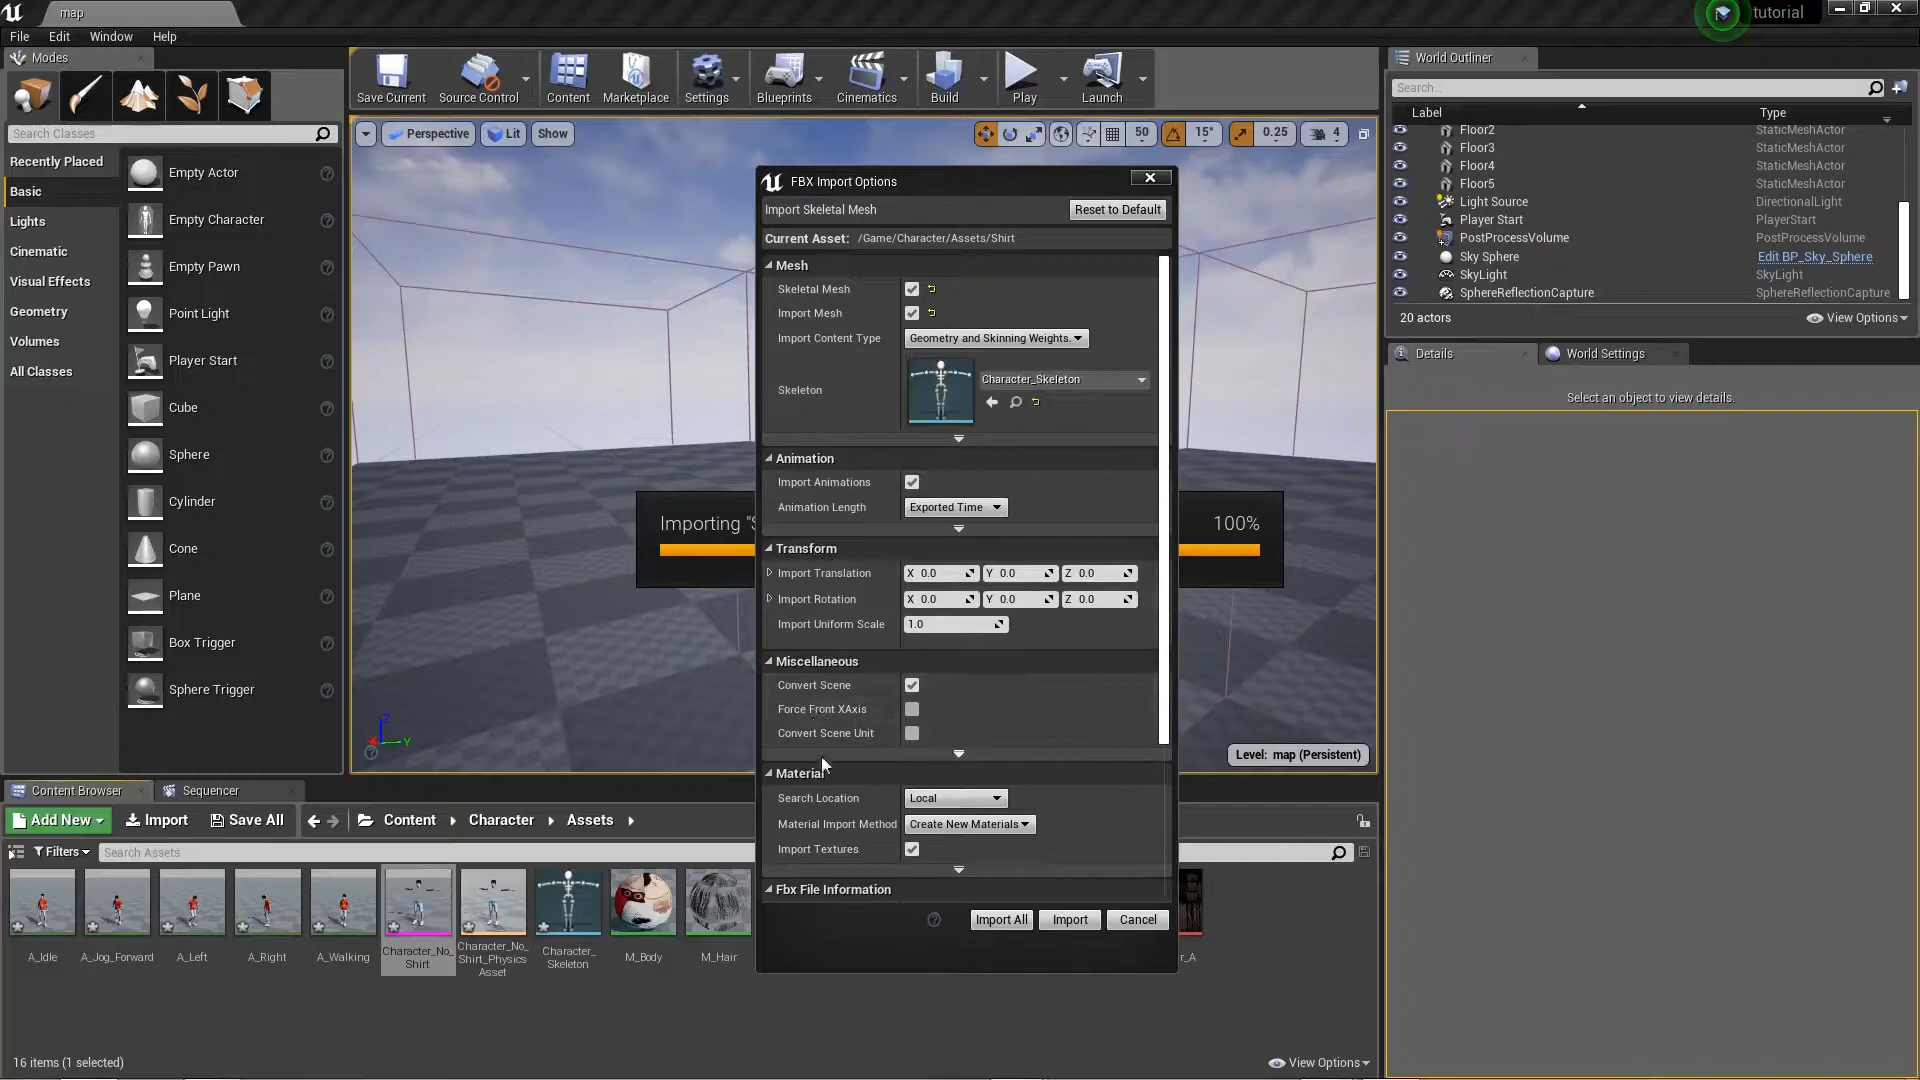 map
tutorial
File
Edit
Window
Help
Modes
Search Classes
Recently Placed
Basic
Lights
Cinematic
Visual Effects
Geometry
Volumes
All Classes
Empty Actor
Empty Character
Empty Pawn
Point Light
Player Start
Cube
Sphere
Cylinder
Cone
Plane
Box Trigger
Sphere Trigger
Save Current
Source Control
Content
Marketplace
Settings
Blueprints
Cinematics
Build
Play
Launch
Perspective
Lit
Show
50
15°
0.25
4
Importing "S
100%
Level: map (Persistent)
FBX Import Options
Import Skeletal Mesh
Reset to Default
Current Asset: /Game/Character/Assets/Shirt
Mesh
Skeletal Mesh
Import Mesh
Import Content Type
Geometry and Skinning Weights.
Skeleton
Character_Skeleton
Animation
Import Animations
Animation Length
Exported Time
Transform
Import Translation
X 0.0
Y 0.0
Z 0.0
Import Rotation
X 0.0
Y 0.0
Z 0.0
Import Uniform Scale
1.0
Miscellaneous
Convert Scene
Force Front XAxis
Convert Scene Unit
Material
Search Location
Local
Material Import Method
Create New Materials
Import Textures
Fbx File Information
Import All
Import
Cancel
World Outliner
Search...
Label
Type
Floor2
StaticMeshActor
Floor3
StaticMeshActor
Floor4
StaticMeshActor
Floor5
StaticMeshActor
Light Source
DirectionalLight
Player Start
PlayerStart
PostProcessVolume
PostProcessVolume
Sky Sphere
Edit BP_Sky_Sphere
SkyLight
SkyLight
SphereReflectionCapture
SphereReflectionCapture
20 actors
View Options
Details
World Settings
Select an object to view details.
Content Browser
Sequencer
Add New
Import
Save All
Content
Character
Assets
Filters
Search Assets
A_Idle
A_Jog_Forward
A_Left
A_Right
A_Walking
Character_No_
Shirt
Character_No_
Shirt_Physics
Asset
Character_
Skeleton
M_Body
M_Hair
r_A
16 items (1 selected)
View Options
X
Y
Z